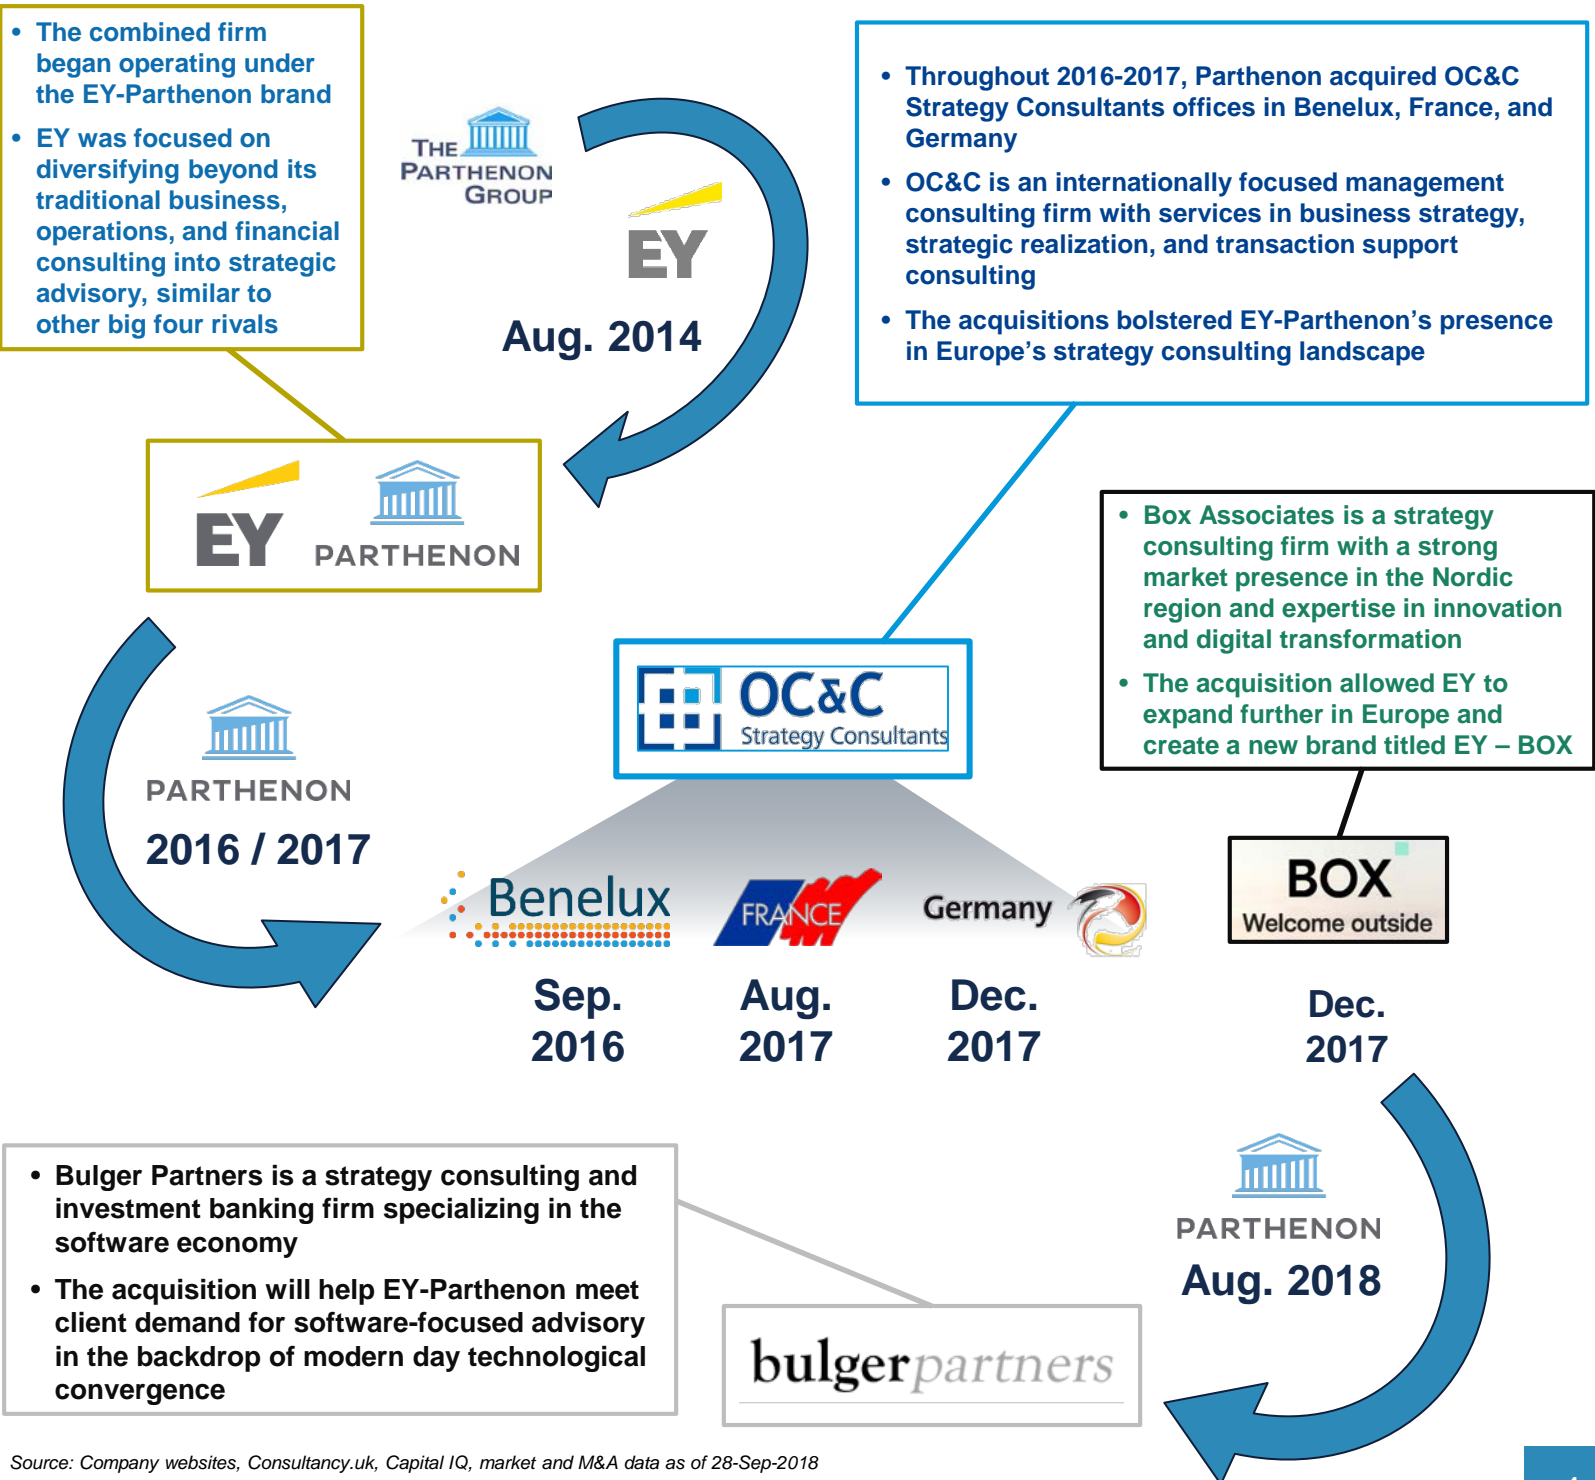 • The combined firm
began operating under
the EY-Parthenon brand
• EY was focused on
diversifying beyond its
traditional business,
operations, and financial
consulting into strategic
advisory, similar to
other big four rivals
THE
PARTHENON
GROUP
EY
Aug. 2014
• Throughout 2016-2017, Parthenon acquired OC&C
Strategy Consultants offices in Benelux, France, and
Germany
• OC&C is an internationally focused management
consulting firm with services in business strategy,
strategic realization, and transaction support
consulting
• The acquisitions bolstered EY-Parthenon’s presence
in Europe’s strategy consulting landscape
EY
PARTHENON
• Box Associates is a strategy
consulting firm with a strong
market presence in the Nordic
region and expertise in innovation
and digital transformation
• The acquisition allowed EY to
expand further in Europe and
create a new brand titled EY – BOX
OC&C
Strategy Consultants
PARTHENON
2016 / 2017
Benelux
FRANCE
Germany
BOX
Welcome outside
Sep.
2016
Aug.
2017
Dec.
2017
Dec.
2017
• Bulger Partners is a strategy consulting and
investment banking firm specializing in the
software economy
• The acquisition will help EY-Parthenon meet
client demand for software-focused advisory
in the backdrop of modern day technological
convergence
PARTHENON
Aug. 2018
bulgerpartners
Source: Company websites, Consultancy.uk, Capital IQ, market and M&A data as of 28-Sep-2018